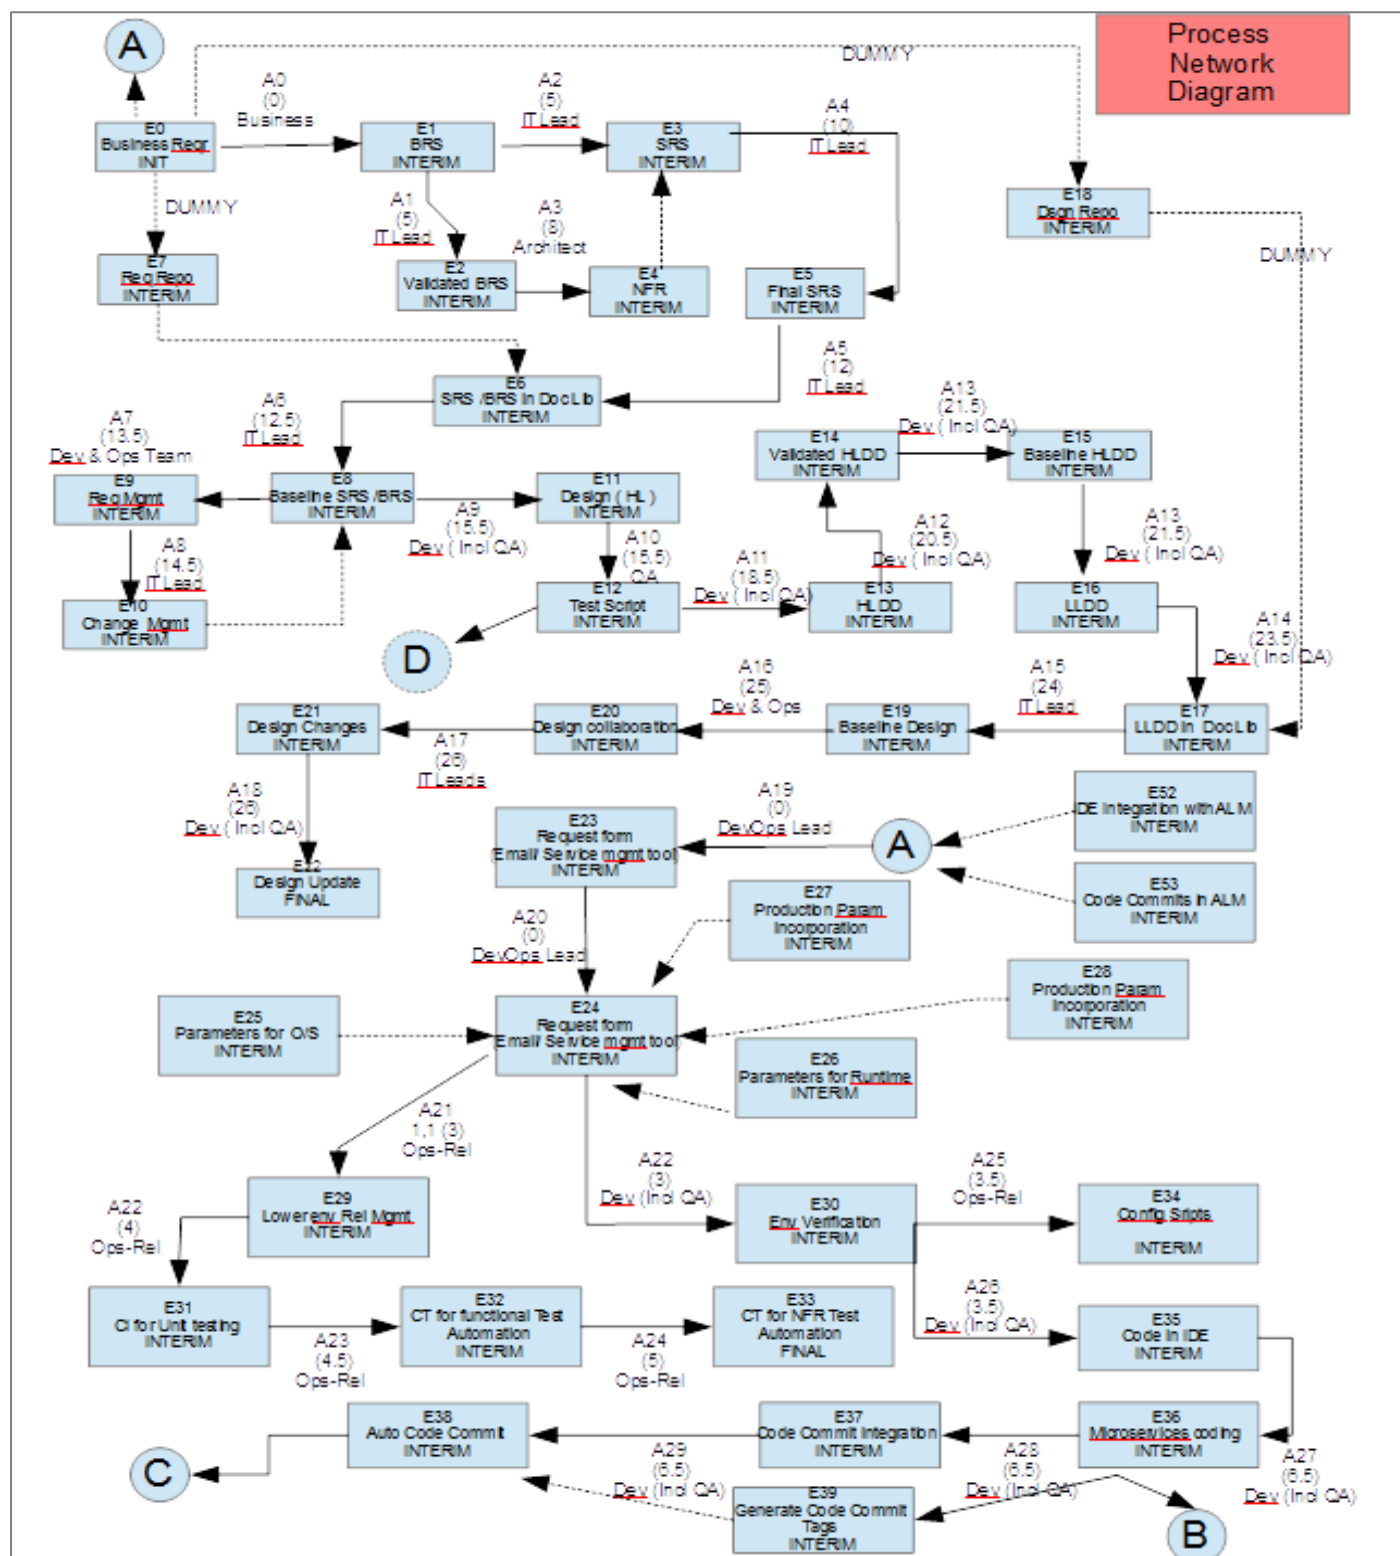 Process
Network
Diagram
A
DUMMY
A0
(0)
Business
A2
(5)
IT Lead
A4
(10)
IT Lead
E0
Business Reqr
INIT
E1
BRS
INTERIM
E3
SRS
INTERIM
E18
Dsgn Repo
INTERIM
DUMMY
A1
(5)
IT Lead
A3
(8)
Architect
DUMMY
E7
Req Repo
INTERIM
E2
Validated BRS
INTERIM
E4
NFR
INTERIM
E5
Final SRS
INTERIM
A5
(12)
IT Lead
E6
SRS /BRS in DocLib
INTERIM
A6
(12.5)
IT Lead
A7
(13.5)
Dev & Ops Team
A13
(21.5)
Dev ( Incl QA)
E14
Validated HLDD
INTERIM
E15
Baseline HLDD
INTERIM
E9
Req Mgmt
INTERIM
E8
Baseline SRS /BRS
INTERIM
E11
Design ( HL )
INTERIM
A9
(15.5)
Dev ( Incl QA)
A10
(15.5)
QA
A12
(20.5)
Dev ( Incl QA)
A13
(21.5)
Dev ( Incl QA)
A8
(14.5)
IT Lead
A11
(18.5)
Dev ( Incl QA)
E10
Change Mgmt
INTERIM
E12
Test Script
INTERIM
E13
HLDD
INTERIM
E16
LLDD
INTERIM
D
A14
(23.5)
Dev ( Incl QA)
A16
(25)
Dev & Ops
A15
(24)
IT Lead
E21
Design Changes
INTERIM
E20
Design collaboration
INTERIM
E19
Baseline Design
INTERIM
E17
LLDD in DocLib
INTERIM
A17
(26)
IT Leads
A18
(26)
Dev ( Incl QA)
A19
(0)
DevOps Lead
E52
IDE Integration with ALM
INTERIM
E23
Request form
(Email/ Service mgmt tool)
INTERIM
A
E22
Design Update
FINAL
E53
Code Commits in ALM
INTERIM
E27
Production Param
Incorporation
INTERIM
A20
(0)
DevOps Lead
E28
Production Param
Incorporation
INTERIM
E25
Parameters for O/S
INTERIM
E24
Request form
(Email/ Service mgmt tool)
INTERIM
E26
Parameters for Runtime
INTERIM
A21
1,1 (3)
Ops-Rel
A22
(3)
Dev (Incl QA)
A25
(3.5)
Ops-Rel
A22
(4)
Ops-Rel
E29
Lower env Rel Mgmt
INTERIM
E30
Env Verification
INTERIM
E34
Config Sripts
INTERIM
E31
CI for Unit testing
INTERIM
E32
CT for functional Test
Automation
INTERIM
E33
CT for NFR Test
Automation
FINAL
A26
(3.5)
Dev (Incl QA)
E35
Code in IDE
INTERIM
A23
(4.5)
Ops-Rel
A24
(5)
Ops-Rel
E38
Auto Code Commit
INTERIM
E37
Code Commit Integration
INTERIM
E36
Microservices coding
INTERIM
C
A29
(6.5)
Dev (Incl QA)
A28
(6.5)
Dev (Incl QA)
A27
(6.5)
Dev (Incl QA)
E39
Generate Code Commit
Tags
INTERIM
B